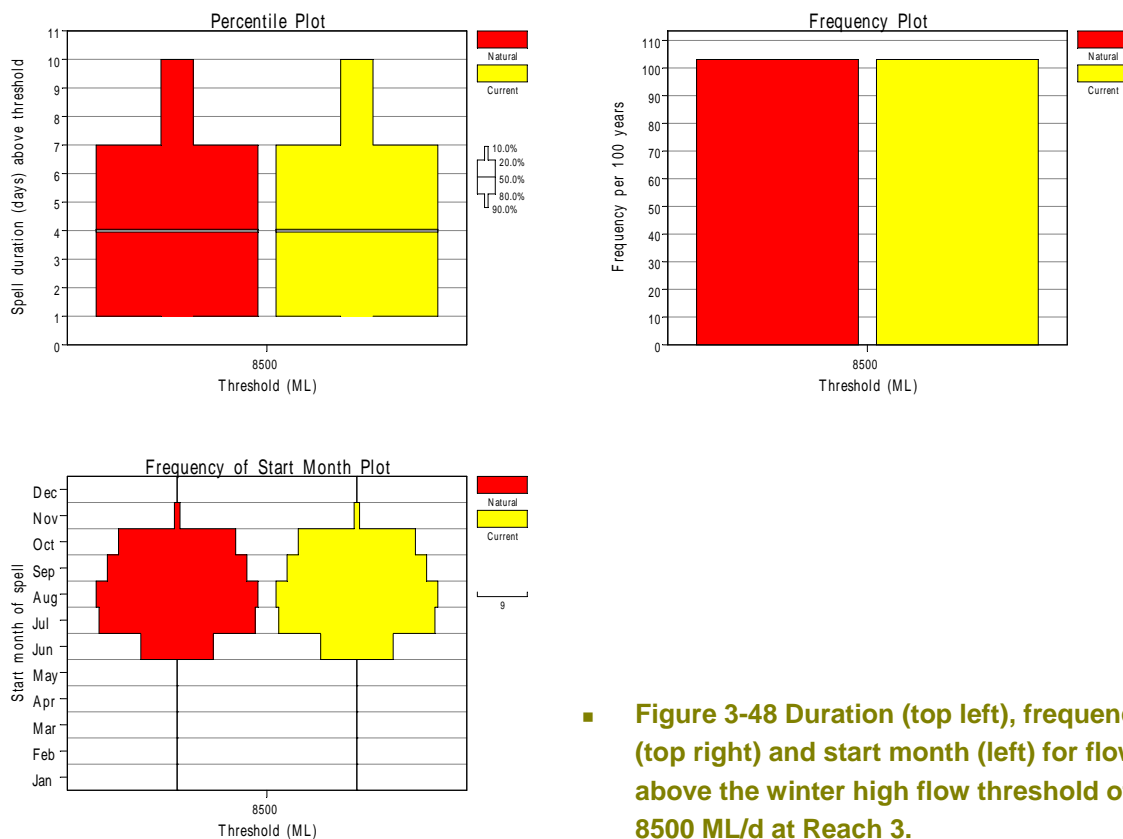 Percentile Plot
11
10
9
8
7
6
5
4
3
2
1
0
Spell duration (days) above threshold
8500
Threshold (ML)
Natural
Current
10.0%
20.0%
50.0%
80.0%
90.0%
Frequency Plot
110
100
90
80
70
60
50
40
30
20
10
0
Frequency per 100 years
8500
Threshold (ML)
Natural
Current
Frequency of Start Month Plot
Dec
Nov
Oct
Sep
Aug
Jul
Jun
May
Apr
Mar
Feb
Jan
Start month of spell
8500
Threshold (ML)
Natural
Current
9
▪ Figure 3-48 Duration (top left), frequenc
(top right) and start month (left) for flow
above the winter high flow threshold o
8500 ML/d at Reach 3.